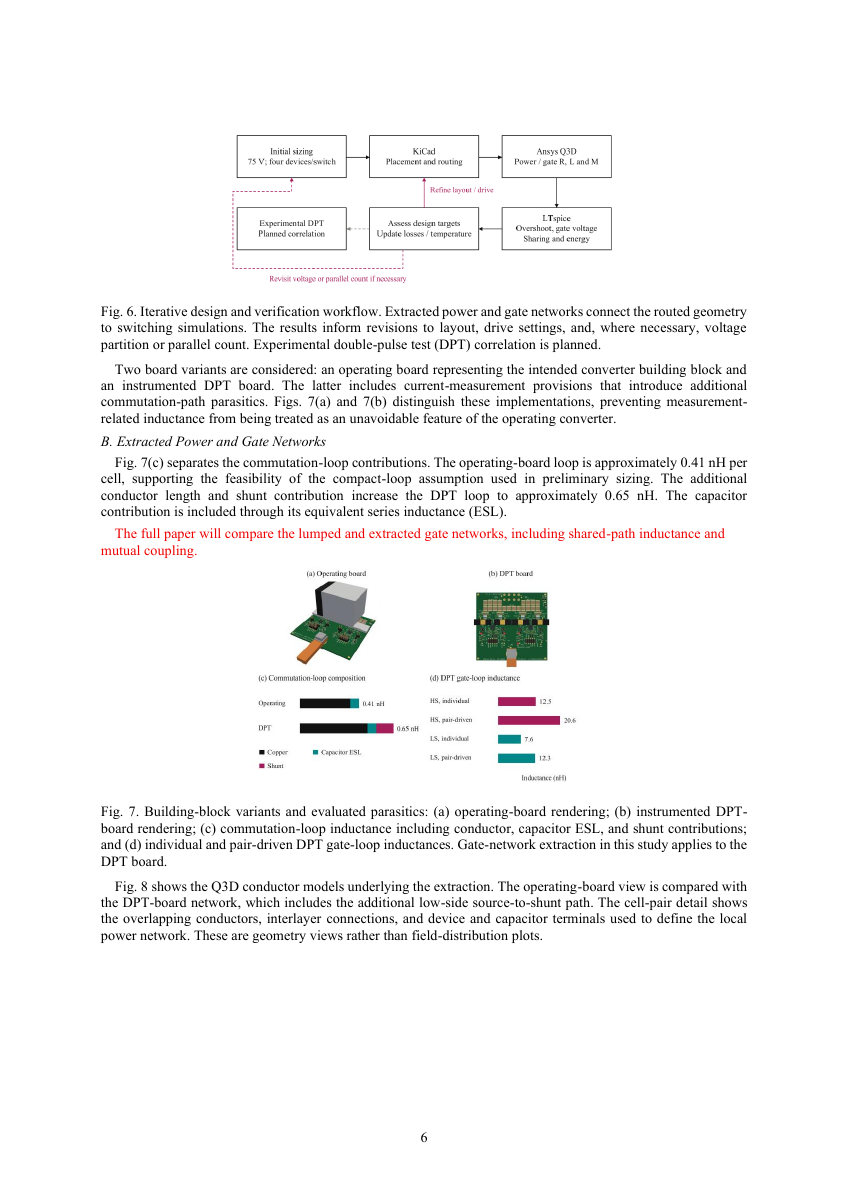 Initial sizing
75 V; four devices/switch
KiCad
Placement and routing
Ansys Q3D
Power / gate R, L and M
Refine layout / drive
Experimental DPT
Planned correlation
Assess design targets
Update losses / temperature
LTspice
Overshoot, gate voltage
Sharing and energy
Revisit voltage or parallel count if necessary
Fig. 6. Iterative design and verification workflow. Extracted power and gate networks connect the routed geometry
to switching simulations. The results inform revisions to layout, drive settings, and, where necessary, voltage
partition or parallel count. Experimental double-pulse test (DPT) correlation is planned.
Two board variants are considered: an operating board representing the intended converter building block and
an instrumented DPT board. The latter includes current-measurement provisions that introduce additional
commutation-path parasitics. Figs. 7(a) and 7(b) distinguish these implementations, preventing measurement-
related inductance from being treated as an unavoidable feature of the operating converter.
B. Extracted Power and Gate Networks
Fig. 7(c) separates the commutation-loop contributions. The operating-board loop is approximately 0.41 nH per
cell, supporting the feasibility of the compact-loop assumption used in preliminary sizing. The additional
conductor length and shunt contribution increase the DPT loop to approximately 0.65 nH. The capacitor
contribution is included through its equivalent series inductance (ESL).
The full paper will compare the lumped and extracted gate networks, including shared-path inductance and
mutual coupling.
(a) Operating board
(b) DPT board
(c) Commutation-loop composition
Operating
0.41 nH
DPT
0.65 nH
Copper
Capacitor ESL
Shunt
(d) DPT gate-loop inductance
HS, individual
12.5
HS, pair-driven
20.6
LS, individual
7.6
LS, pair-driven
12.3
Inductance (nH)
Fig. 7. Building-block variants and evaluated parasitics: (a) operating-board rendering; (b) instrumented DPT-
board rendering; (c) commutation-loop inductance including conductor, capacitor ESL, and shunt contributions;
and (d) individual and pair-driven DPT gate-loop inductances. Gate-network extraction in this study applies to the
DPT board.
Fig. 8 shows the Q3D conductor models underlying the extraction. The operating-board view is compared with
the DPT-board network, which includes the additional low-side source-to-shunt path. The cell-pair detail shows
the overlapping conductors, interlayer connections, and device and capacitor terminals used to define the local
power network. These are geometry views rather than field-distribution plots.
6